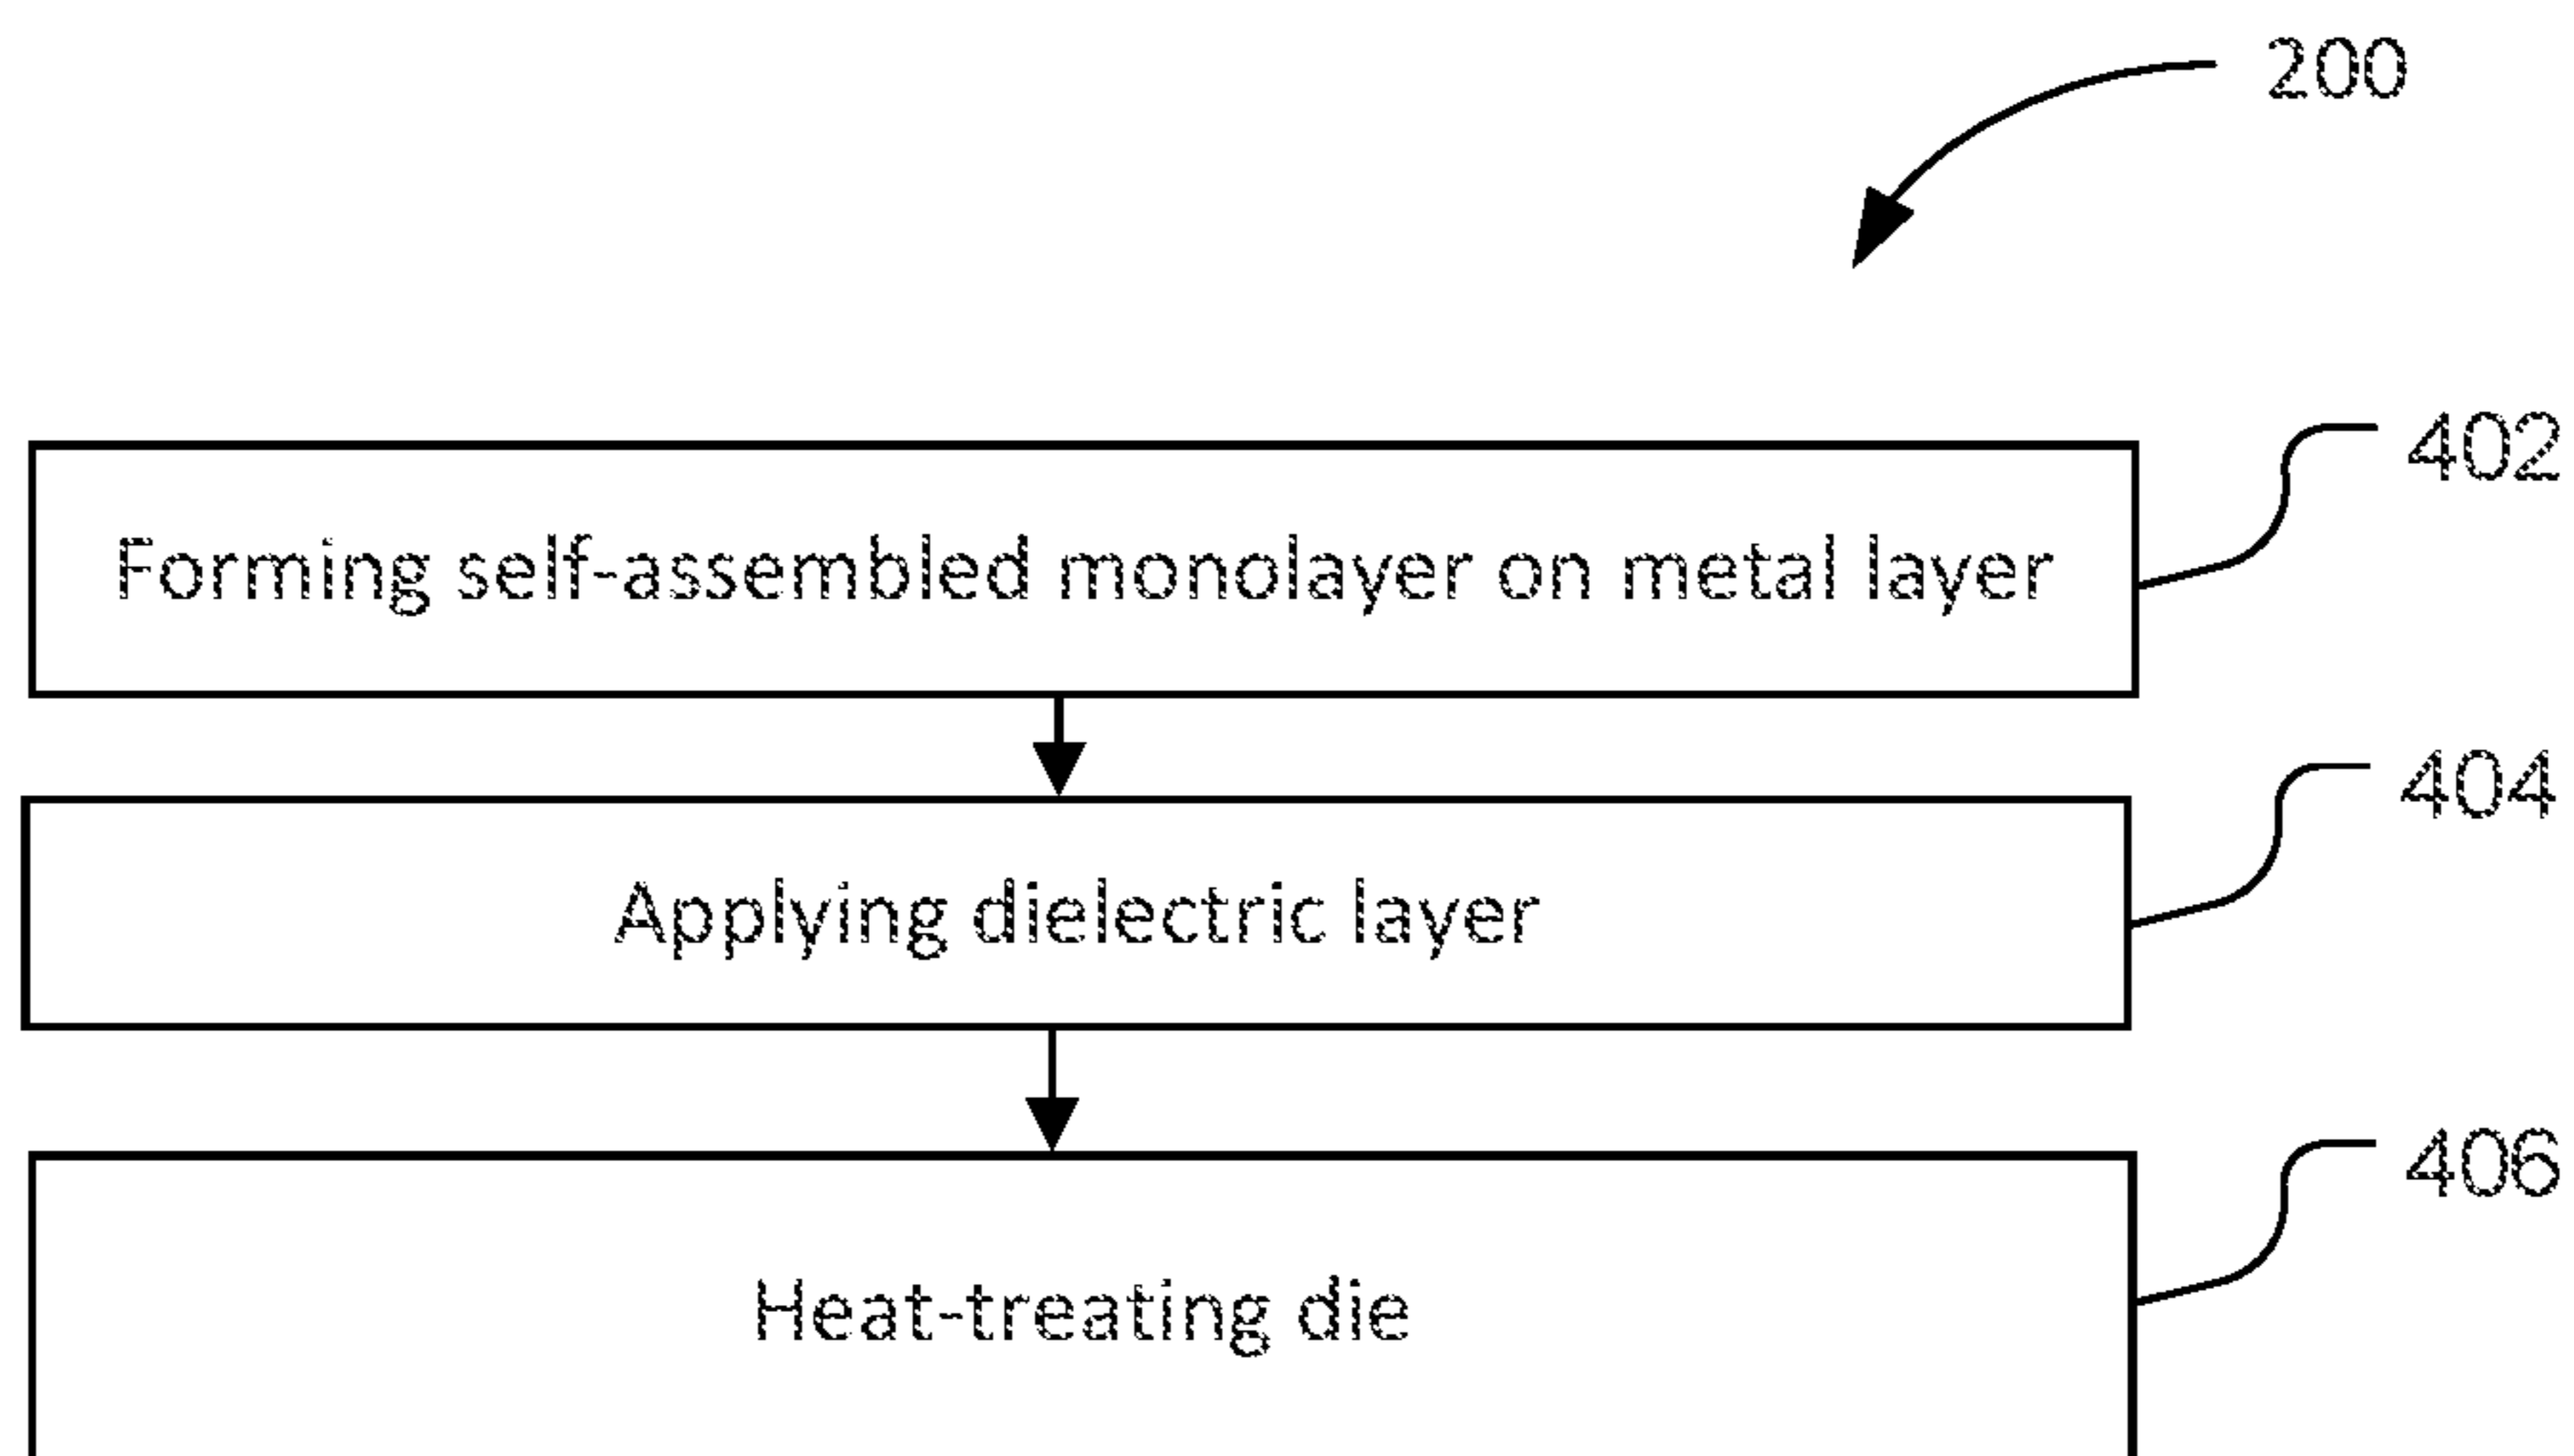 200
402
Forming self-assembled monolayer on metal layer
404
Applying dielectric layer
406
Heat-treating die